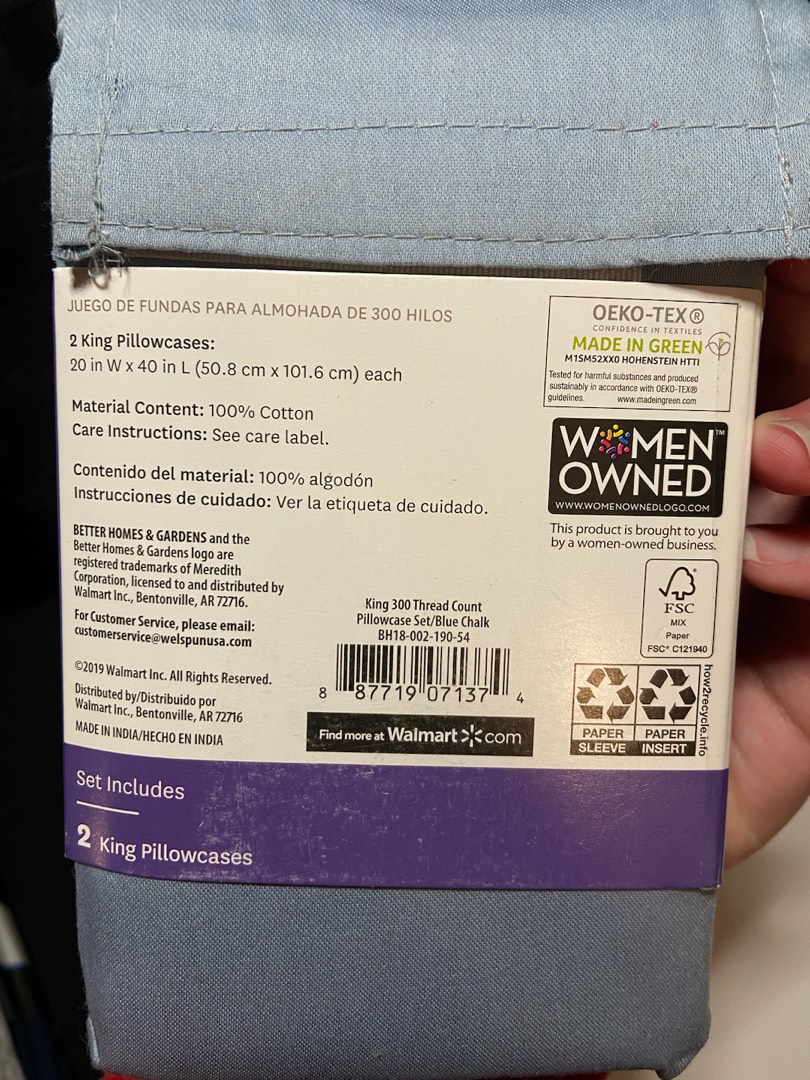 JUEGO DE FUNDAS PARA ALMOHADA DE 300 HILOS
2 King Pillowcases:
20 in W x 40 in L (50.8 cm x 101.6 cm) each
Material Content: 100% Cotton
Care Instructions: See care label.
Contenido del material: 100% algodón
Instrucciones de cuidado: Ver la etiqueta de cuidado.
BETTER HOMES & GARDENS and the
Better Homes & Gardens logo are
registered trademarks of Meredith
Corporation, licensed to and distributed by
Walmart Inc., Bentonville, AR 72716.
For Customer Service, please email:
customerservice@welspunusa.com
©2019 Walmart Inc. All Rights Reserved.
Distributed by/Distribuido por
Walmart Inc., Bentonville, AR 72716
MADE IN INDIA/HECHO EN INDIA
King 300 Thread Count
Pillowcase Set/Blue Chalk
BH18-002-190-54
8 87719 07137 4
Find more at Walmart.com
OEKO-TEX®
CONFIDENCE IN TEXTILES
MADE IN GREEN
M1SM52XX0 HOHENSTEIN HTTI
Tested for harmful substances and produced
sustainably in accordance with OEKO-TEX®
guidelines. www.madeingreen.com
WOMEN™
OWNED
WWW.WOMENOWNEDLOGO.COM
This product is brought to you
by a women-owned business.
FSC
MIX
Paper
FSC® C121940
PAPER SLEEVE
PAPER INSERT
how2recycle.info
Set Includes
2 King Pillowcases